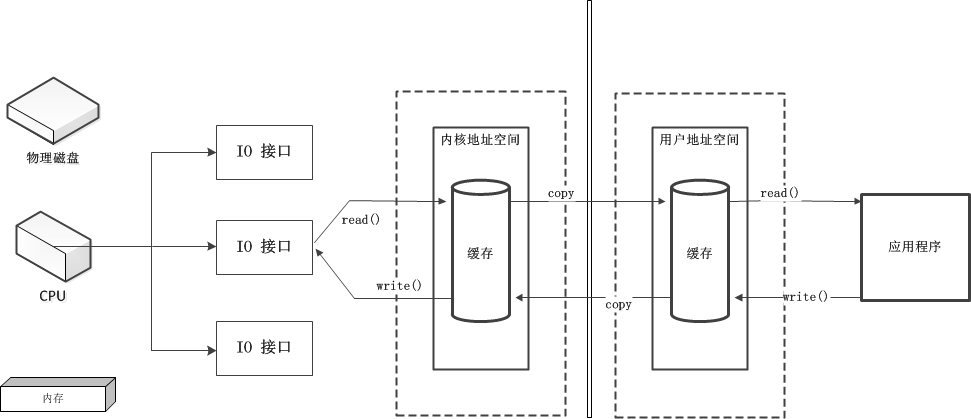 物理磁盘
CPU
内存
IO 接口
IO 接口
IO 接口
read()
write()
内核地址空间
缓存
copy
copy
用户地址空间
缓存
read()
write()
应用程序